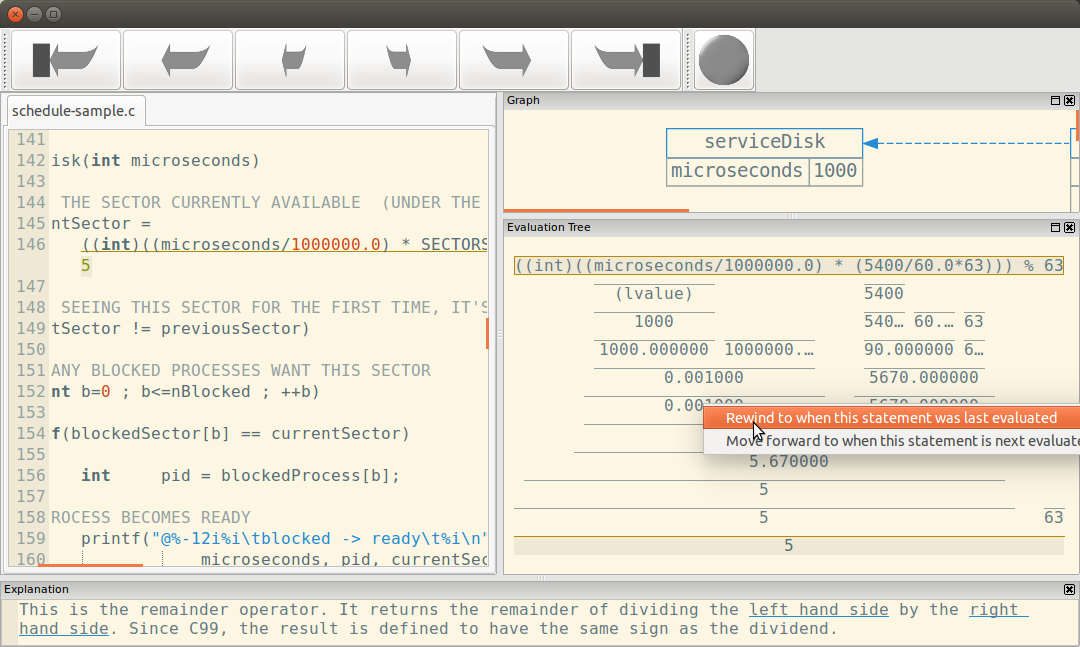 schedule-sample.c
141
142 isk(int microseconds)
143
144 THE SECTOR CURRENTLY AVAILABLE (UNDER THE
145 ntSector =
146 ((int)((microseconds/1000000.0) * SECTORS
5
147
148 SEEING THIS SECTOR FOR THE FIRST TIME, IT'S
149 tSector != previousSector)
150
151 ANY BLOCKED PROCESSES WANT THIS SECTOR
152 nt b=0 ; b<=nBlocked ; ++b)
153
154 f(blockedSector[b] == currentSector)
155
156 int pid = blockedProcess[b];
157
158 ROCESS BECOMES READY
159 printf("@%-12i%i\tblocked -> ready\t%i\n"
160 microseconds, pid, currentSec
Graph
serviceDisk
microseconds 1000
Evaluation Tree
((int)((microseconds/1000000.0) * (5400/60.0*63))) % 63
(lvalue) 5400
1000 540… 60.… 63
1000.000000 1000000.… 90.000000 6…
0.001000 5670.000000
0.001000 5670.000000
Rewind to when this statement was last evaluated
Move forward to when this statement is next evaluate
5.670000
5
5 63
5
Explanation
This is the remainder operator. It returns the remainder of dividing the left hand side by the right
hand side. Since C99, the result is defined to have the same sign as the dividend.